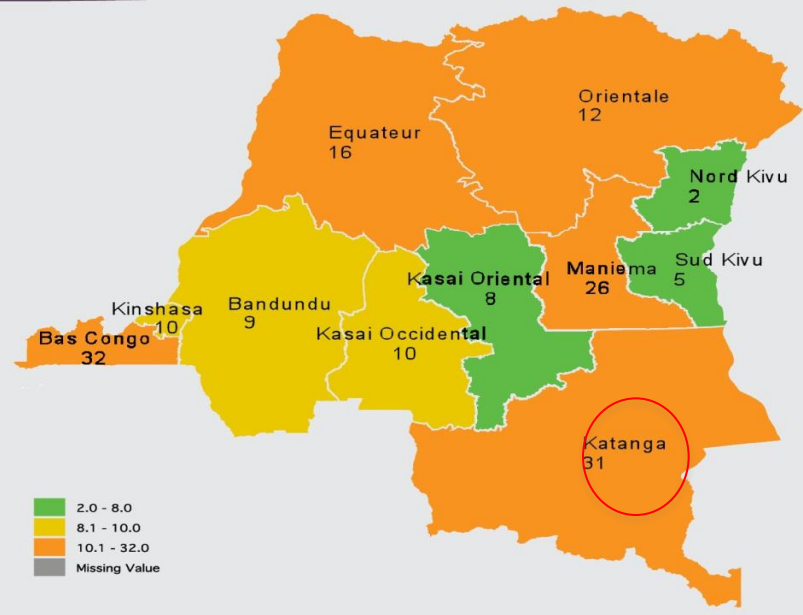 Orientale
12
Equateur
16
Nord Kivu
2
Sud Kivu
5
Maniema
26
Kasai Oriental
8
Kinshasa
10
Bandundu
9
Kasai Occidental
10
Bas Congo
32
Katanga
31
2.0 - 8.0
8.1 - 10.0
10.1 - 32.0
Missing Value